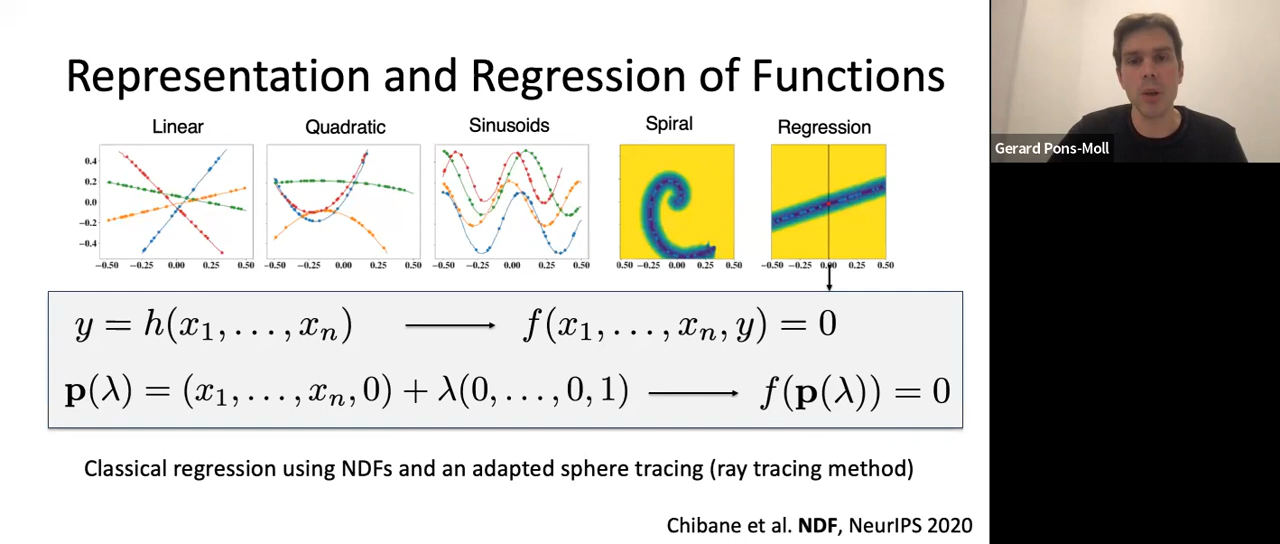 Representation and Regression of Functions
Linear
Quadratic
Sinusoids
Spiral
Regression
0.4
0.2
0.0
−0.2
−0.4
−0.50 −0.25 0.00 0.25 0.50
−0.50 −0.25 0.00 0.25 0.50
−0.50 −0.25 0.00 0.25 0.50
0.50 −0.25 0.00 0.25 0.50
−0.50 −0.25 0.00 0.25 0.50
y = h(x₁, . . . , xₙ) ⟶ f(x₁, . . . , xₙ, y) = 0
p(λ) = (x₁, . . . , xₙ, 0) + λ(0, . . . , 0, 1) ⟶ f(p(λ)) = 0
Classical regression using NDFs and an adapted sphere tracing (ray tracing method)
Chibane et al. NDF, NeurIPS 2020
Gerard Pons-Moll